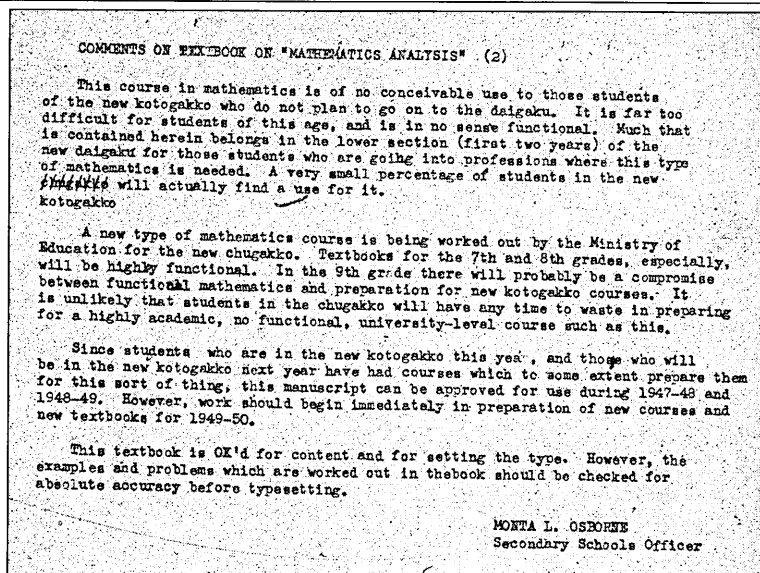 COMMENTS ON TEXTBOOK ON "MATHEMATICS ANALYSIS" (2)
This course in mathematics is of no conceivable use to those students
of the new kotogakko who do not plan to go on to the daigaku. It is far too
difficult for students of this age, and is in no sense functional. Much that
is contained herein belongs in the lower section (first two years) of the
new daigaku for those students who are going into professions where this type
of mathematics is needed. A very small percentage of students in the new
will actually find a use for it.
kotogakko
A new type of mathematics course is being worked out by the Ministry of
Education for the new chugakko. Textbooks for the 7th and 8th grades, especially,
will be highly functional. In the 9th grade there will probably be a compromise
between functional mathematics and preparation for new kotogakko courses. It
is unlikely that students in the chugakko will have any time to waste in preparing
for a highly academic, no functional, university-level course such as this.
Since students who are in the new kotogakko this year, and those who will
be in the new kotogakko next year have had courses which to some extent prepare them
for this sort of thing, this manuscript can be approved for use during 1947-48 and
1948-49. However, work should begin immediately in preparation of new courses and
new textbooks for 1949-50.
This textbook is OK'd for content and for setting the type. However, the
examples and problems which are worked out in thebook should be checked for
absolute accuracy before typesetting.
MONTA L. OSBORNE
Secondary Schools Officer